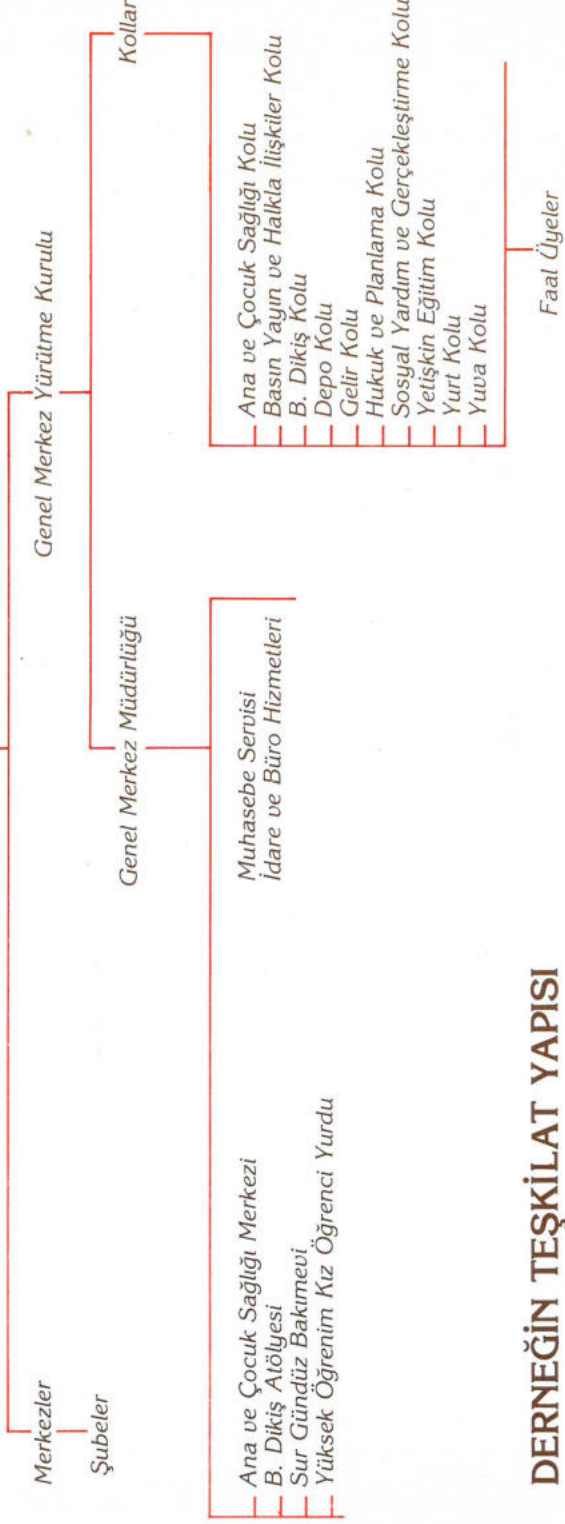 Merkezler
Şubeler
Genel Merkez Yürütme Kurulu
Genel Merkez Müdürlüğü
Kollar
Ana ve Çocuk Sağlığı Merkezi
B. Dikiş Atölyesi
Sur Gündüz Bakımevi
Yüksek Öğrenim Kız Öğrenci Yurdu
Muhasebe Servisi
İdare ve Büro Hizmetleri
Ana ve Çocuk Sağlığı Kolu
Basın Yayın ve Halkla İlişkiler Kolu
B. Dikiş Kolu
Depo Kolu
Gelir Kolu
Hukuk ve Planlama Kolu
Sosyal Yardım ve Gerçekleştirme Kolu
Yetişkin Eğitim Kolu
Yurt Kolu
Yuva Kolu
Faal Üyeler
DERNEĞİN TEŞKİLAT YAPISI